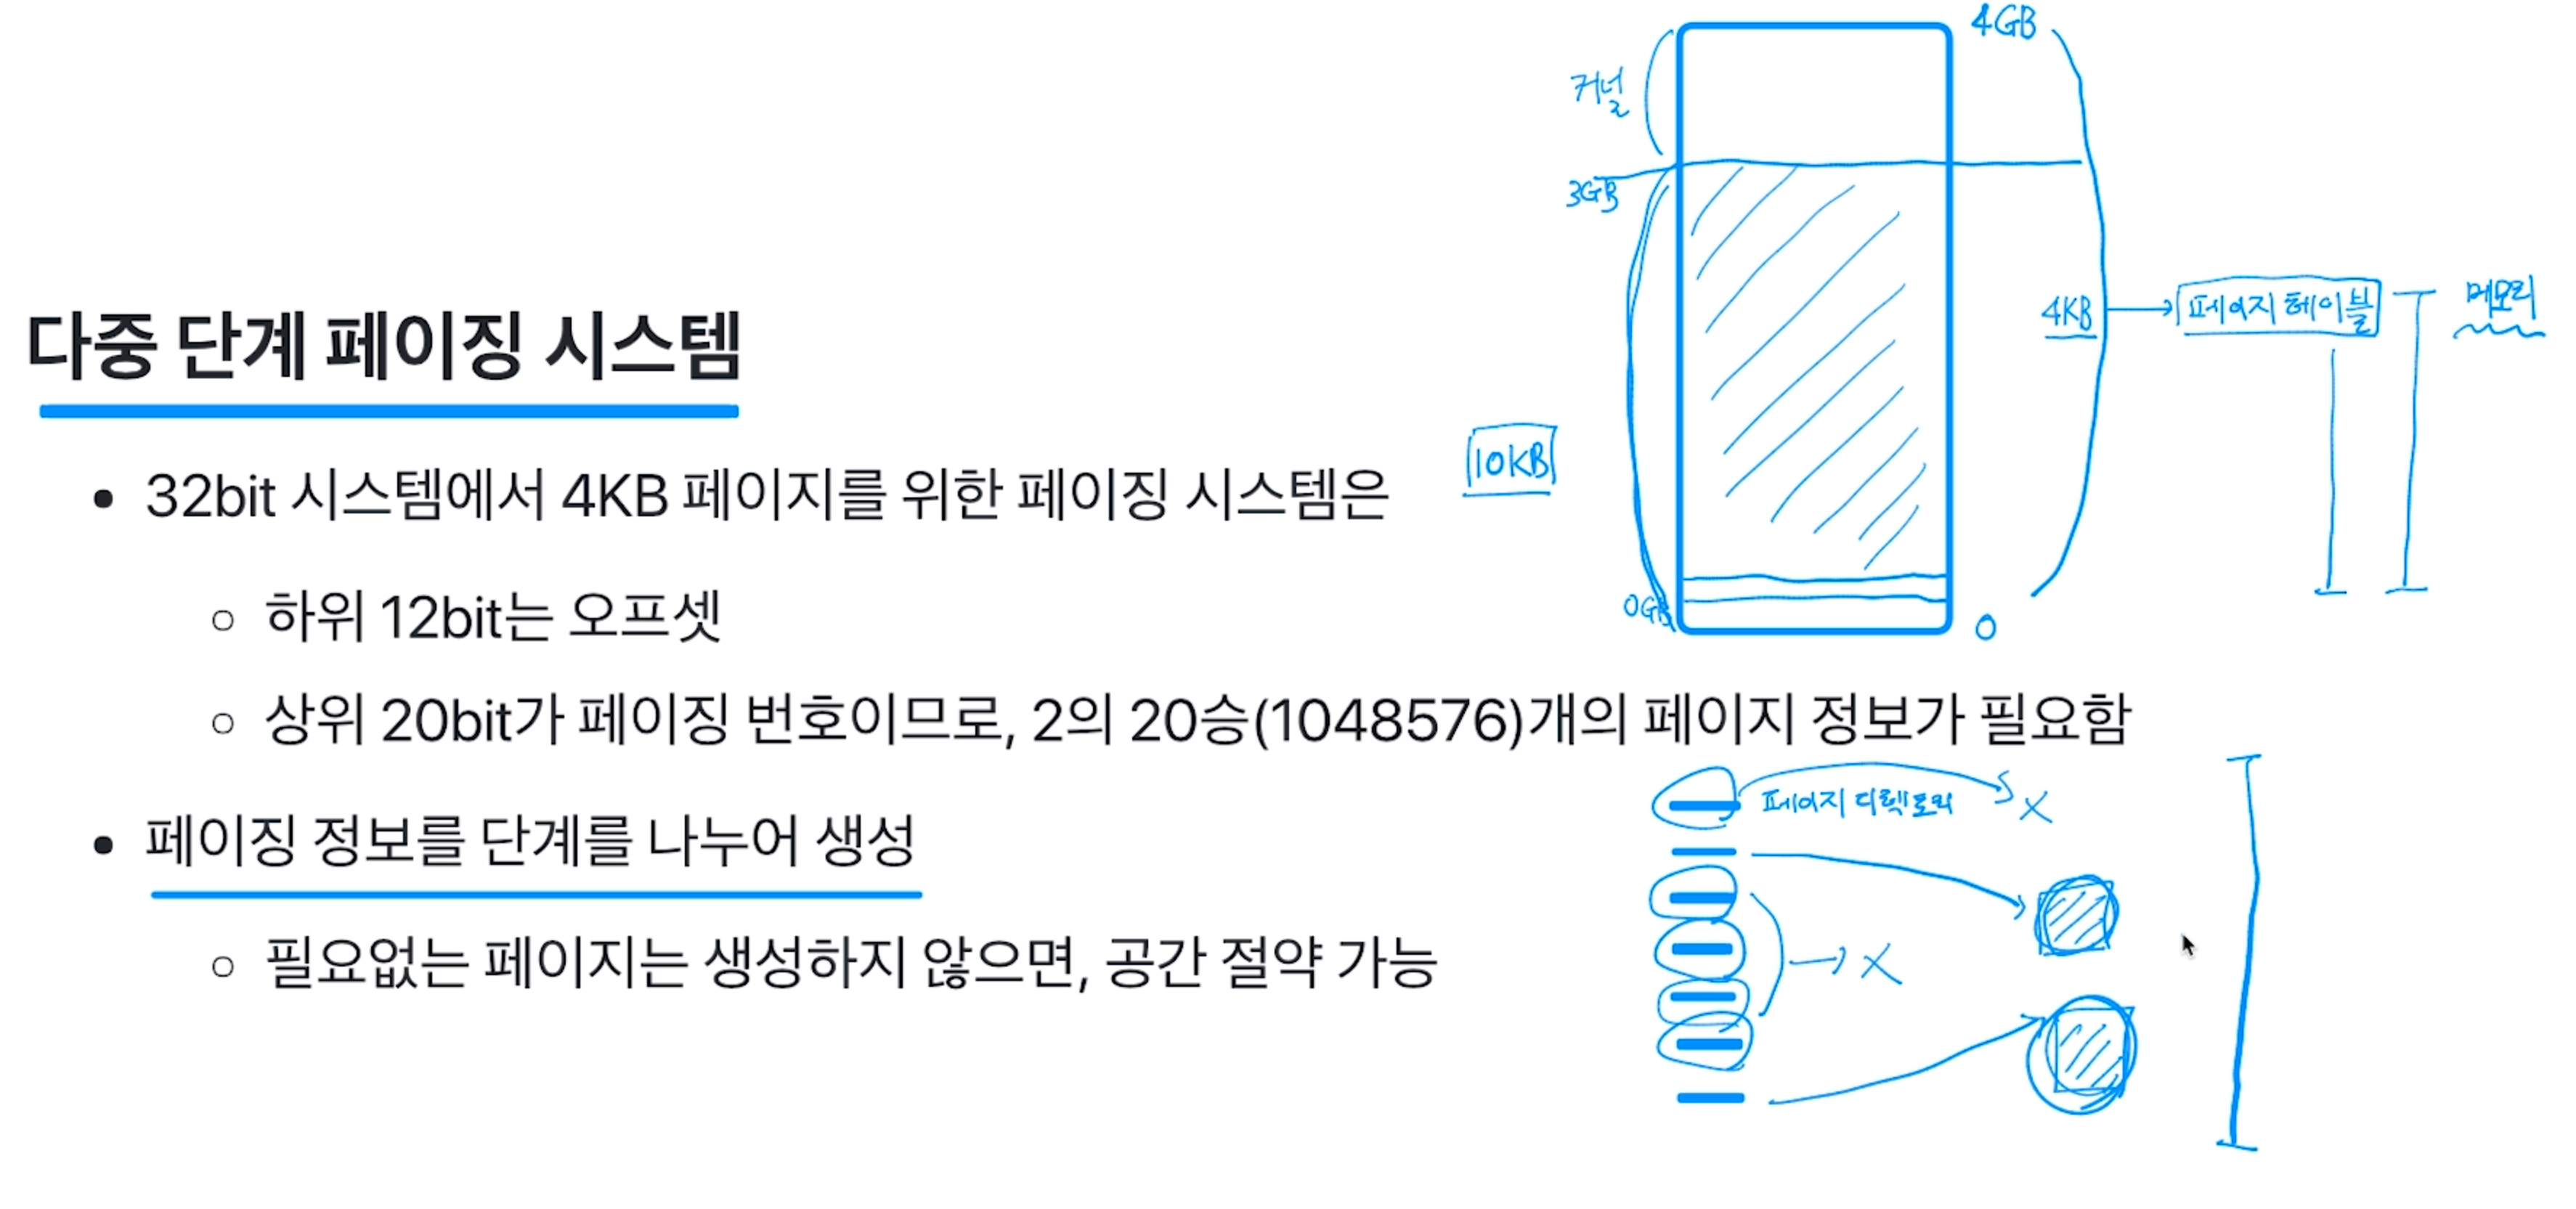 4GB
커널
3GB
다중 단계 페이징 시스템
4KB
페이지 테이블
메모리
32bit 시스템에서 4KB 페이지를 위한 페이징 시스템은
10KB
하위 12bit는 오프셋
0GB
0
상위 20bit가 페이징 번호이므로, 2의 20승(1048576)개의 페이지 정보가 필요함
페이지 디렉토리
X
페이징 정보를 단계를 나누어 생성
필요없는 페이지는 생성하지 않으면, 공간 절약 가능
X